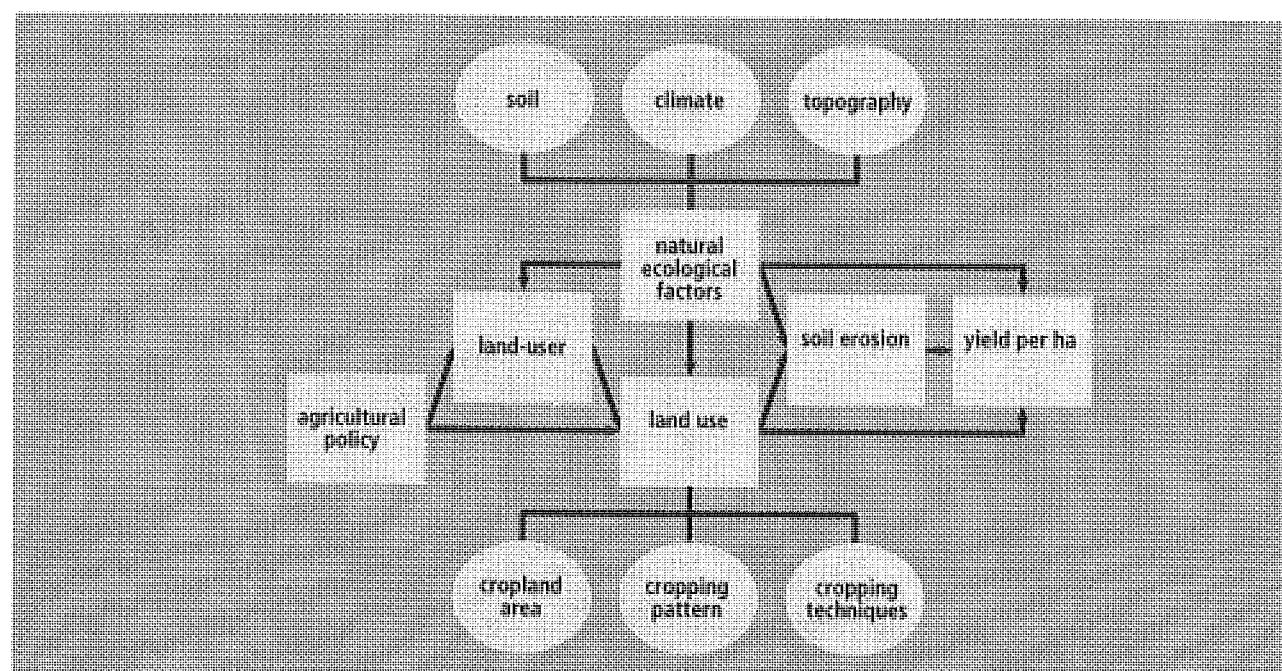 soil
climate
topography
natural
ecological
factors
land-user
soil erosion
yield per ha
agricultural
policy
land use
cropland
area
cropping
pattern
cropping
techniques